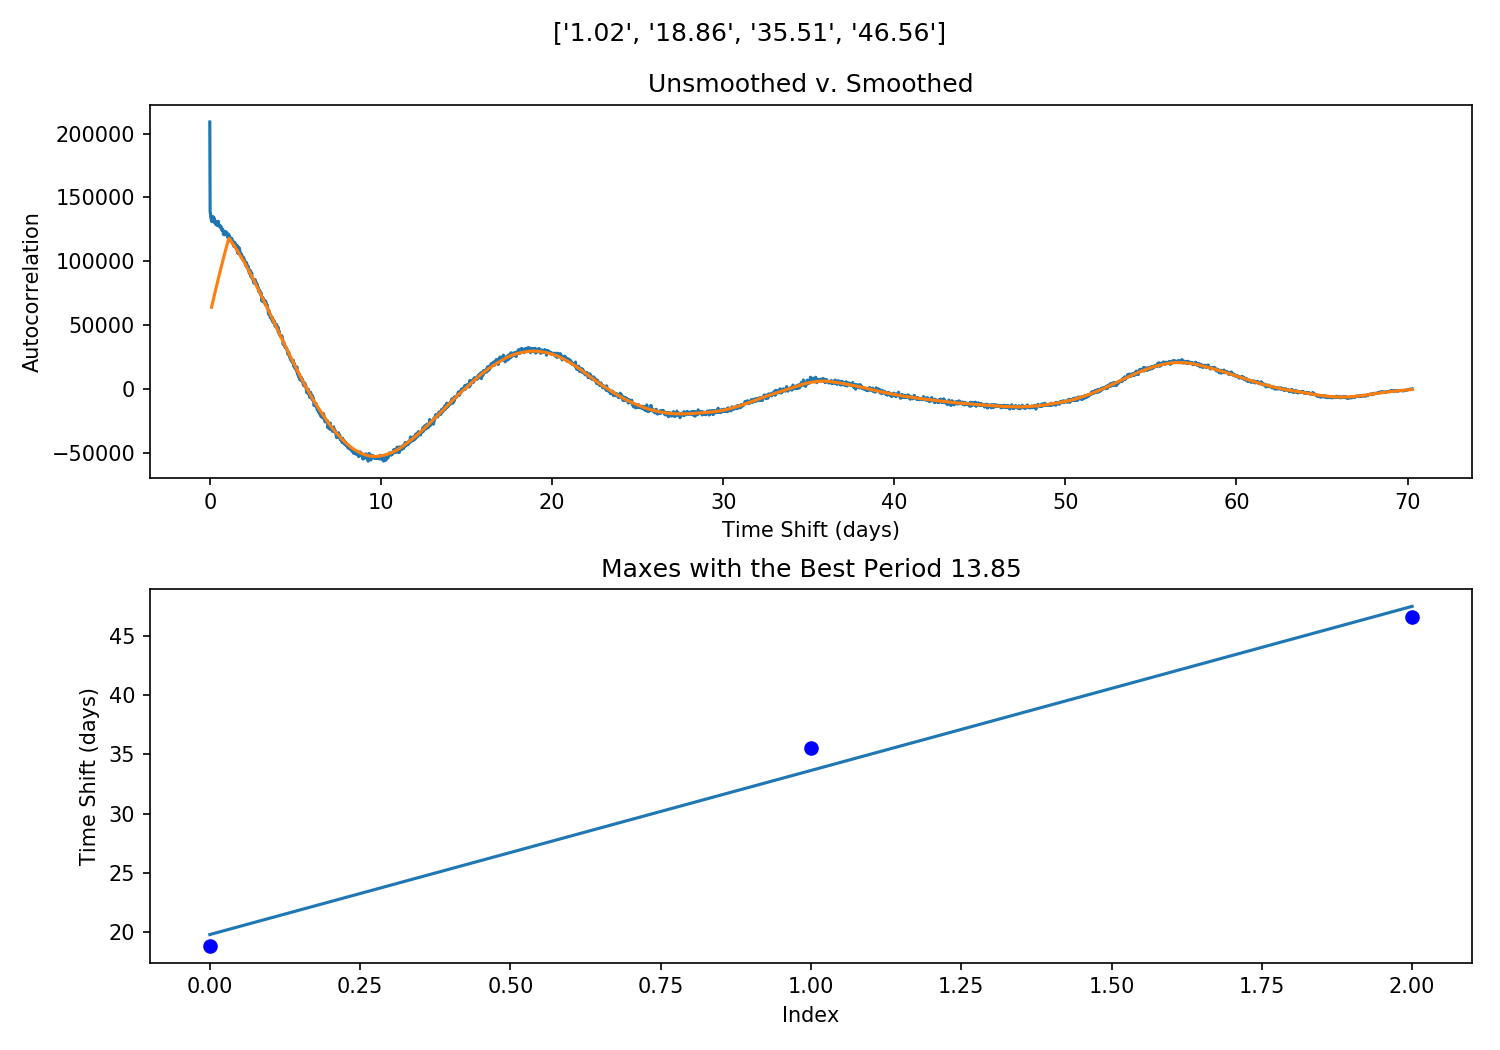 ['1.02', '18.86', '35.51', '46.56']
Unsmoothed v. Smoothed
Autocorrelation
200000
150000
100000
50000
0
−50000
0 10 20 30 40 50 60 70
Time Shift (days)
Maxes with the Best Period 13.85
Time Shift (days)
45
40
35
30
25
20
0.00 0.25 0.50 0.75 1.00 1.25 1.50 1.75 2.00
Index